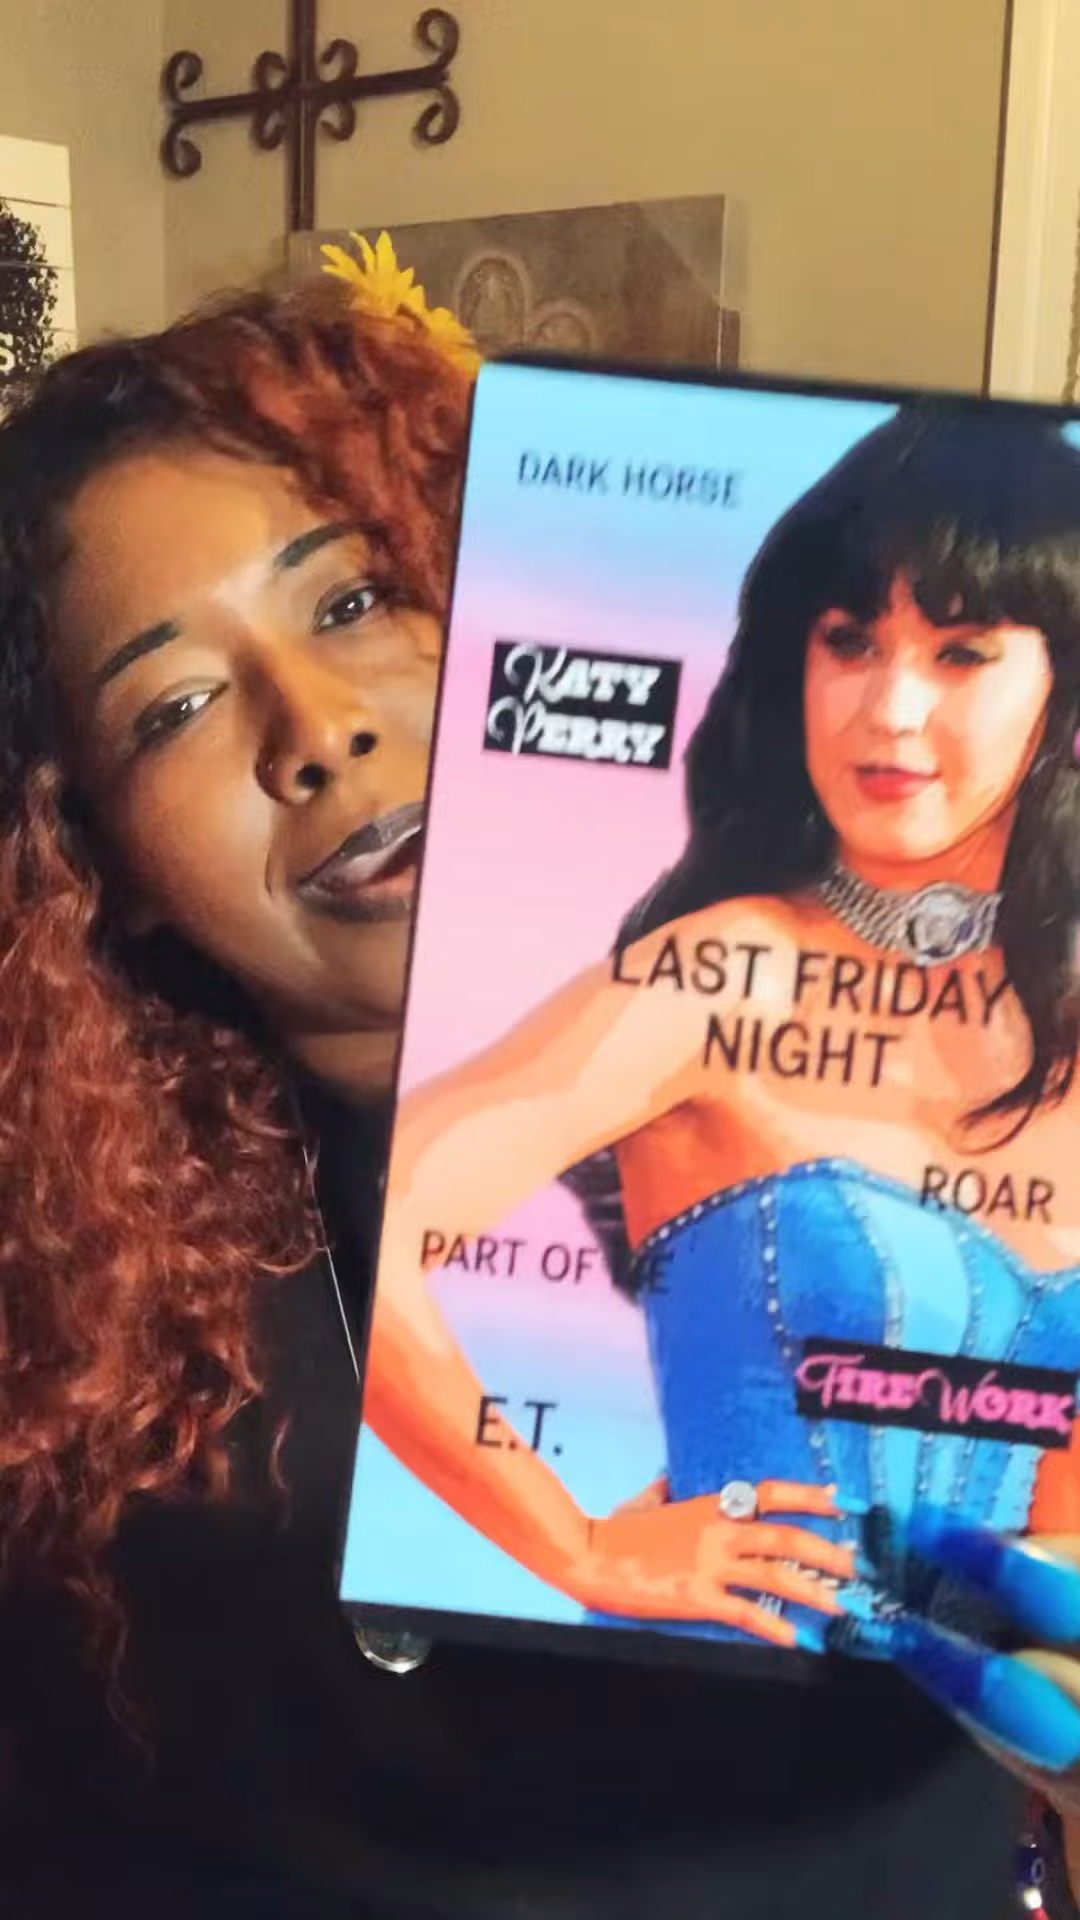 DARK HORSE
KATY
PERRY
LAST FRIDAY
NIGHT
ROAR
PART OF
E.T.
FIREWORK